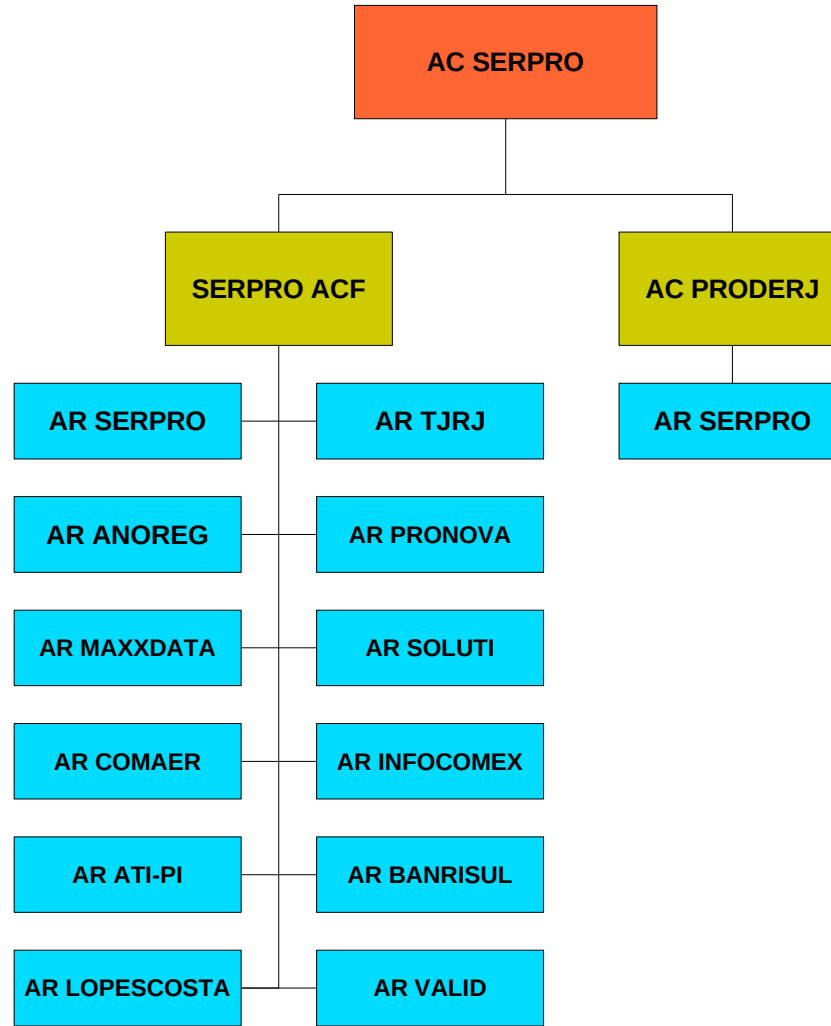 AC SERPRO
SERPRO ACF
AC PRODERJ
AR SERPRO
AR TJRJ
AR SERPRO
AR ANOREG
AR PRONOVA
AR MAXXDATA
AR SOLUTI
AR COMAER
AR INFOCOMEX
AR ATI-PI
AR BANRISUL
AR LOPESCOSTA
AR VALID